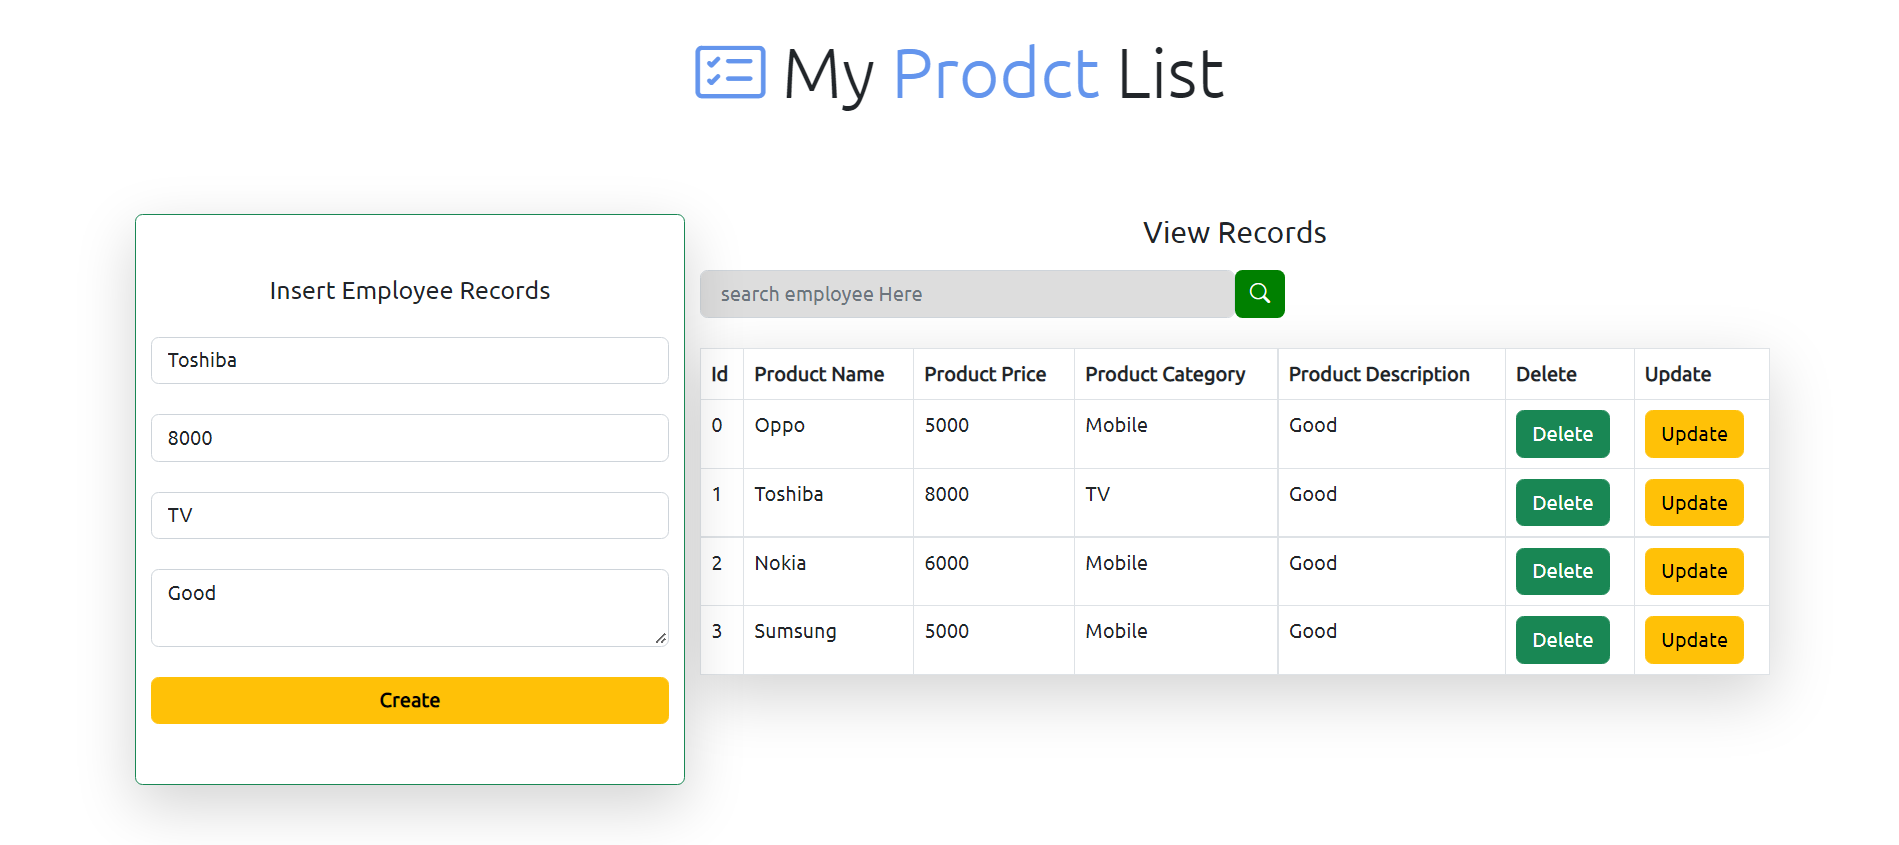 My Prodct List
Insert Employee Records
Toshiba
8000
TV
Good
Create
View Records
search employee Here
Id Product Name Product Price Product Category Product Description Delete Update
0 Oppo 5000 Mobile Good Delete Update
1 Toshiba 8000 TV Good Delete Update
2 Nokia 6000 Mobile Good Delete Update
3 Sumsung 5000 Mobile Good Delete Update